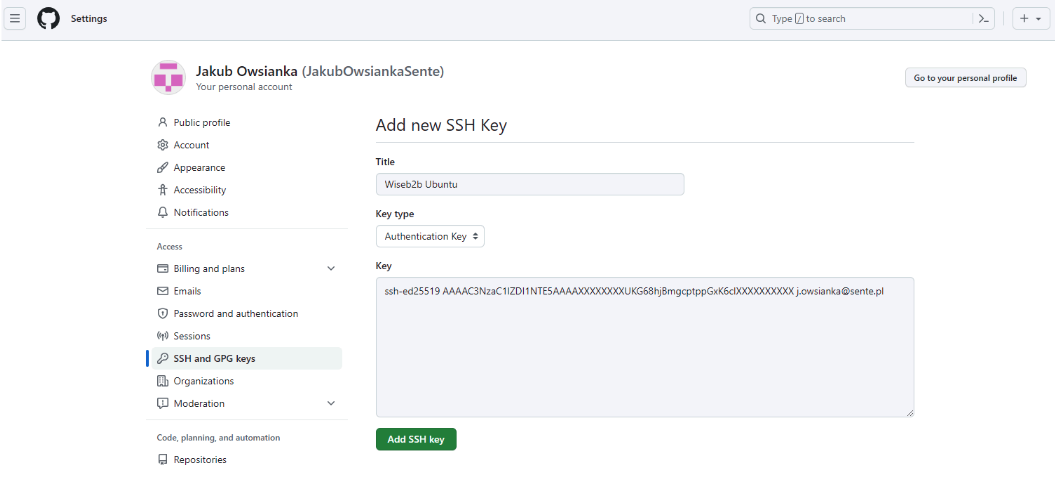 Settings
Type / to search
Jakub Owsianka (JakubOwsiankaSente)
Your personal account
Go to your personal profile
Public profile
Account
Appearance
Accessibility
Notifications
Access
Billing and plans
Emails
Password and authentication
Sessions
SSH and GPG keys
Organizations
Moderation
Code, planning, and automation
Repositories
Add new SSH Key
Title
Wiseb2b Ubuntu
Key type
Authentication Key
Key
ssh-ed25519 AAAAC3NzaC1lZDI1NTE5AAAAXXXXXXXXUKG68hjBmgcptppGxK6clXXXXXXXXXX j.owsianka@sente.pl
Add SSH key